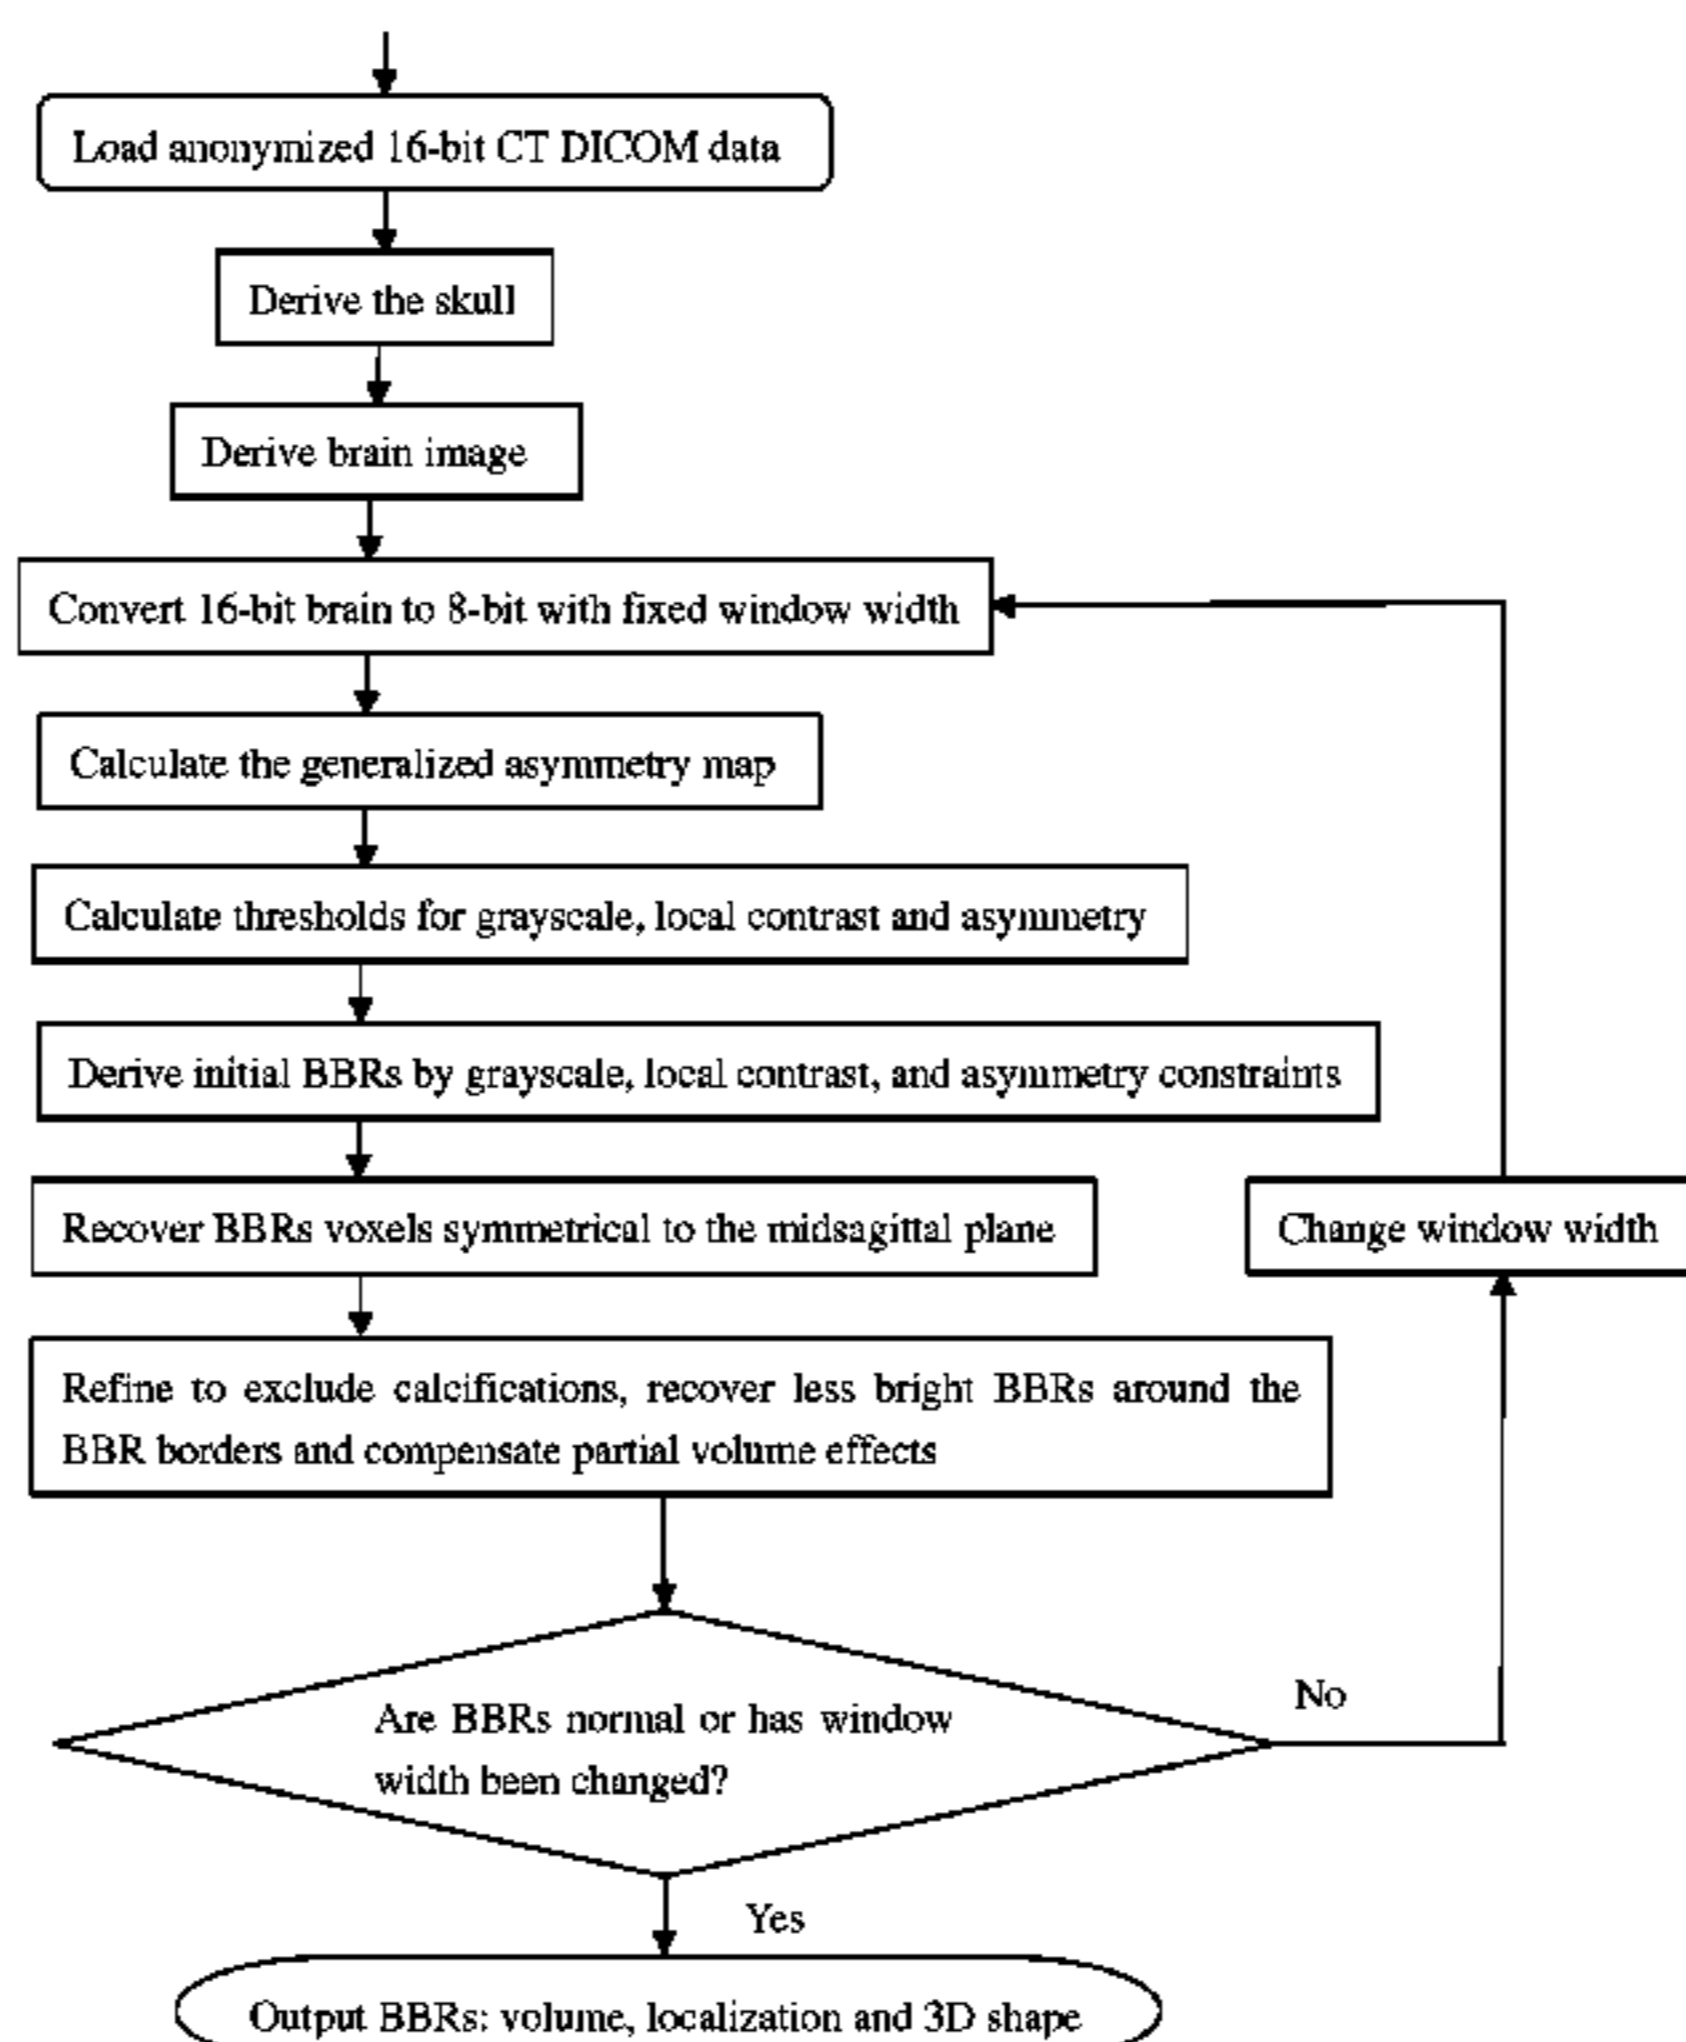 Load anonymized 16-bit CT DICOM data
Derive the skull
Derive brain image
Convert 16-bit brain to 8-bit with fixed window width
Calculate the generalized asymmetry map
Calculate thresholds for grayscale, local contrast and asymmetry
Derive initial BBRs by grayscale, local contrast, and asymmetry constraints
Recover BBRs voxels symmetrical to the midsagittal plane
Change window width
Refine to exclude calcifications, recover less bright BBRs around the
BBR borders and compensate partial volume effects
No
Are BBRs normal or has window
width been changed?
Yes
Output BBRs: volume, localization and 3D shape